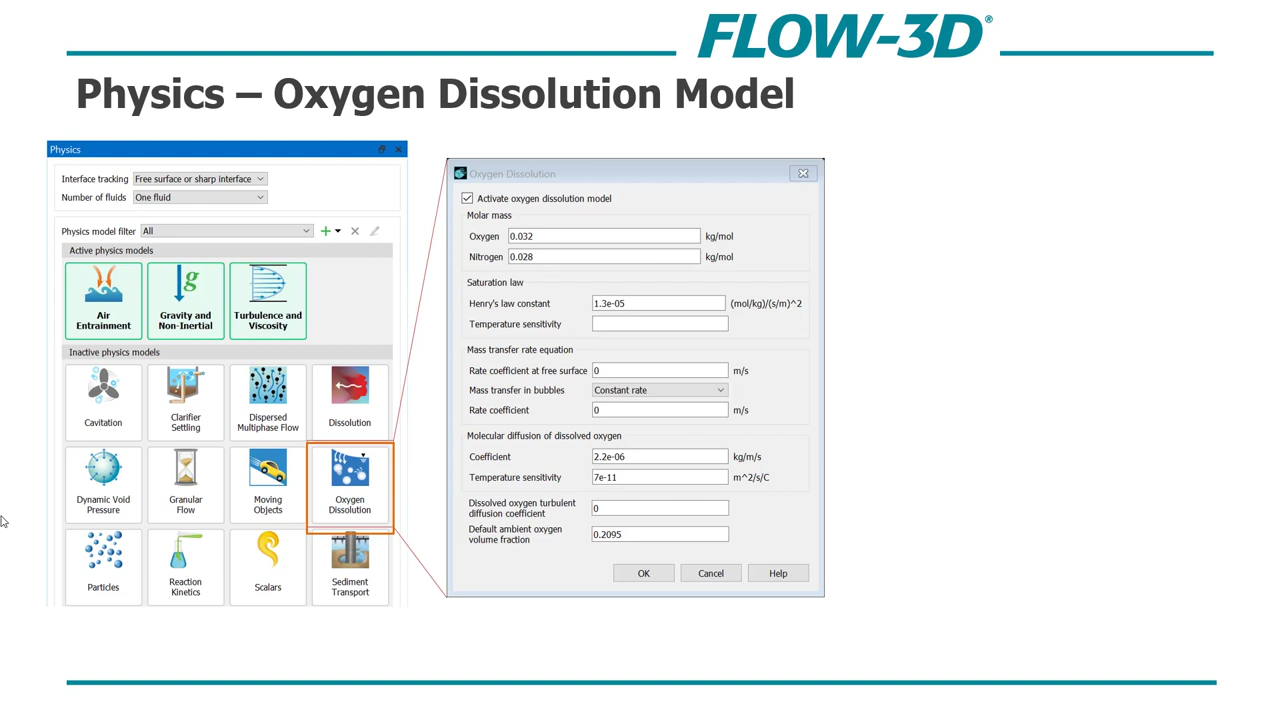 FLOW-3D®
Physics – Oxygen Dissolution Model
Physics
Interface tracking Free surface or sharp interface
Number of fluids One fluid
Physics model filter All
Active physics models
Air
Entrainment
Gravity and
Non-Inertial
Turbulence and
Viscosity
Inactive physics models
Cavitation
Clarifier
Settling
Dispersed
Multiphase Flow
Dissolution
Dynamic Void
Pressure
Granular
Flow
Moving
Objects
Oxygen
Dissolution
Particles
Reaction
Kinetics
Scalars
Sediment
Transport
Oxygen Dissolution
Activate oxygen dissolution model
Molar mass
Oxygen 0.032 kg/mol
Nitrogen 0.028 kg/mol
Saturation law
Henry's law constant 1.3e-05 (mol/kg)/(s/m)^2
Temperature sensitivity
Mass transfer rate equation
Rate coefficient at free surface 0 m/s
Mass transfer in bubbles Constant rate
Rate coefficient 0 m/s
Molecular diffusion of dissolved oxygen
Coefficient 2.2e-06 kg/m/s
Temperature sensitivity 7e-11 m^2/s/C
Dissolved oxygen turbulent
diffusion coefficient 0
Default ambient oxygen
volume fraction 0.2095
OK Cancel Help